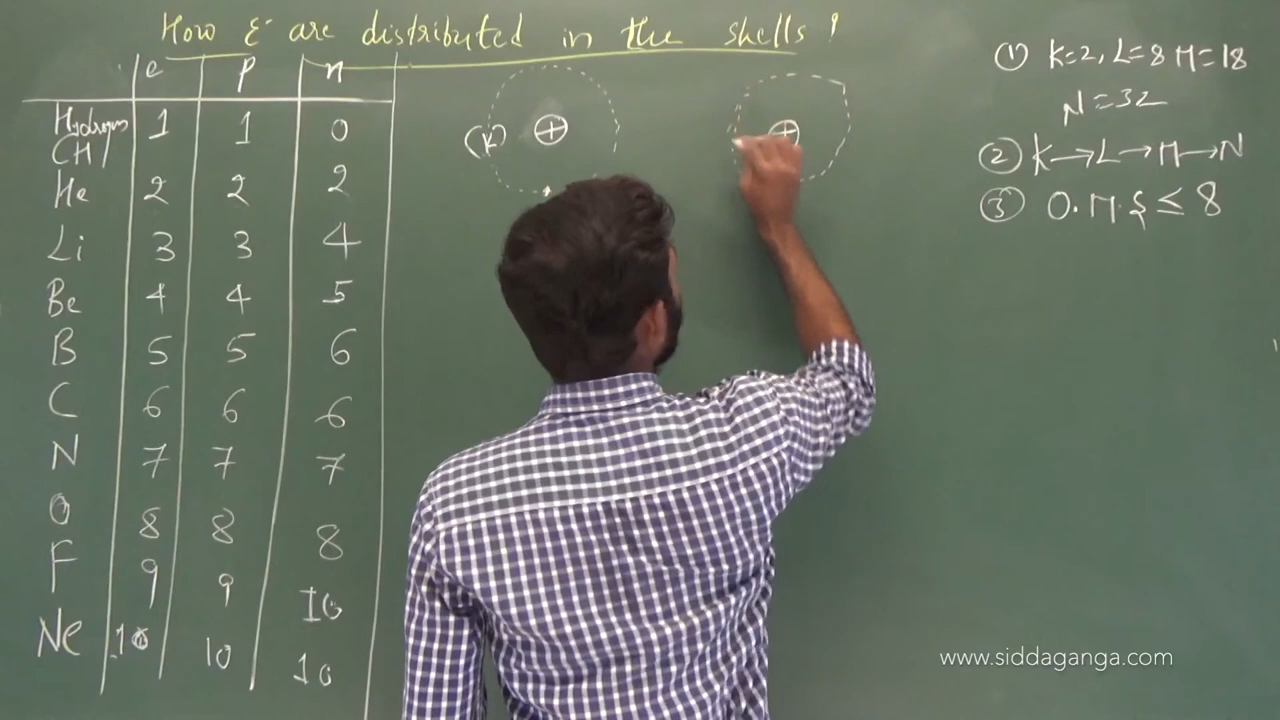 How e⁻ are distributed in the shells?
e p n
Hydrogen 1 1 0
(H)
He 2 2 2
Li 3 3 4
Be 4 4 5
B 5 5 6
C 6 6 6
N 7 7 7
O 8 8 8
F 9 9 10
Ne 10 10 10
(K)
+
+
① K=2, L=8 M=18
N=32
② K→L→M→N
③ O.M.S ≤ 8
www.siddaganga.com